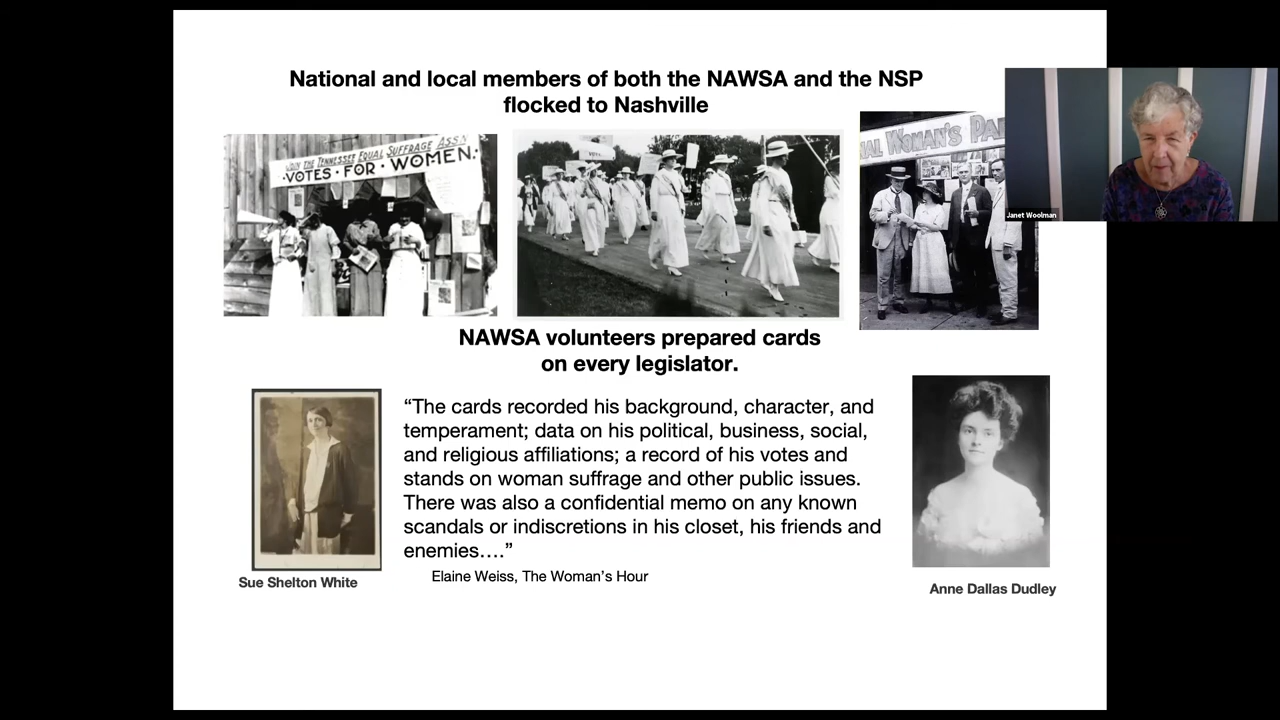 National and local members of both the NAWSA and the NSP
flocked to Nashville
JOIN THE TENNESSEE EQUAL SUFFRAGE ASS'N.
·VOTES·FOR·WOMEN.·
VOTES
AL WOMAN'S PA
Janet Woolman
NAWSA volunteers prepared cards
on every legislator.
“The cards recorded his background, character, and
temperament; data on his political, business, social,
and religious affiliations; a record of his votes and
stands on woman suffrage and other public issues.
There was also a confidential memo on any known
scandals or indiscretions in his closet, his friends and
enemies….”
Elaine Weiss, The Woman’s Hour
Sue Shelton White
Anne Dallas Dudley